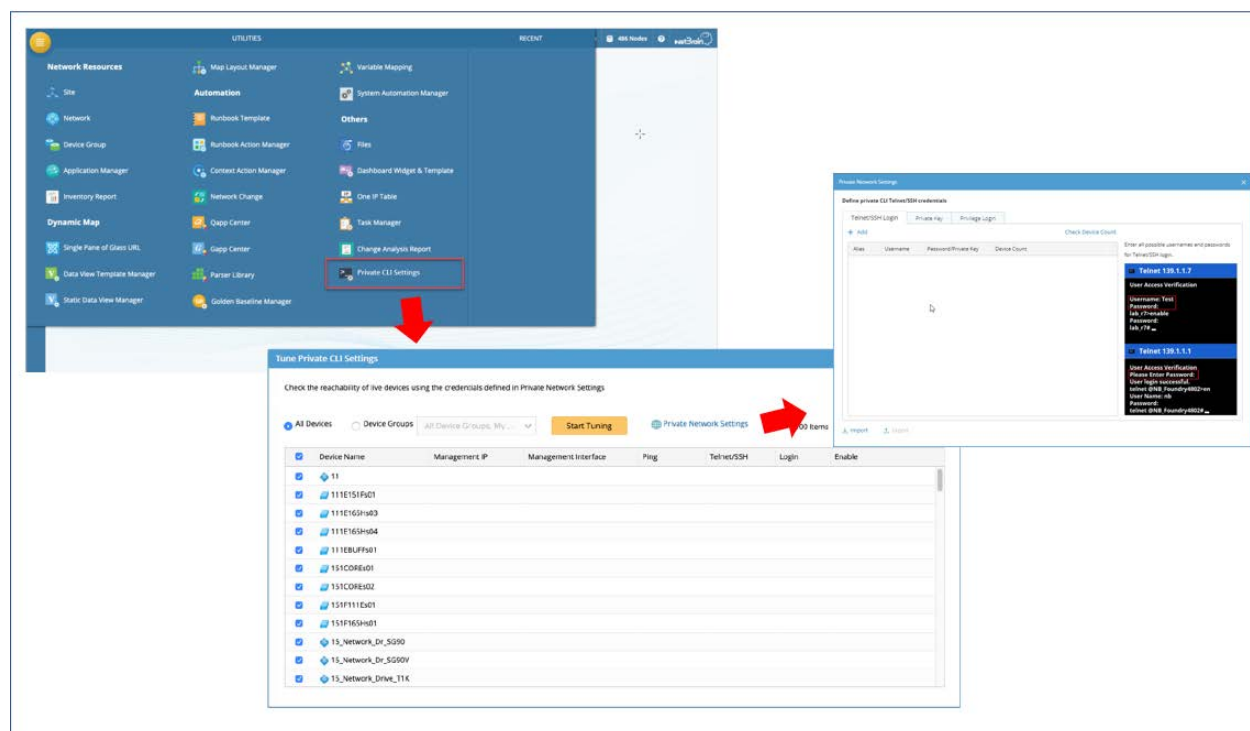 UTILITIES
RECENT
486 Nodes
NetBrain
Network Resources
Site
Network
Device Group
Application Manager
Inventory Report
Dynamic Map
Single Pane of Glass URL
Data View Template Manager
Static Data View Manager
Map Layout Manager
Automation
Runbook Template
Runbook Action Manager
Context Action Manager
Network Change
Qapp Center
Gapp Center
Parser Library
Golden Baseline Manager
Variable Mapping
System Automation Manager
Others
Files
Dashboard Widget & Template
One IP Table
Task Manager
Change Analysis Report
Private CLI Settings
Tune Private CLI Settings
Check the reachability of live devices using the credentials defined in Private Network Settings
All Devices Device Groups All Device Groups, My ... Start Tuning Private Network Settings 00 Items
Device Name Management IP Management Interface Ping Telnet/SSH Login Enable
11
111E151Fs01
111E165Hs03
111E165Hs04
111EBUFFs01
151COREs01
151COREs02
151F111Es01
151F165Hs01
15_Network_Dr_SG90
15_Network_Dr_SG90V
15_Network_Drive_T1K
Private Network Settings
Define private CLI Telnet/SSH credentials
Telnet/SSH Login Private Key Privilege Login
+ Add Check Device Count
Alias Username Password/Private Key Device Count
Enter all possible usernames and passwords
for Telnet/SSH login.
Telnet 139.1.1.7
User Access Verification
Username: Test
Password:
lab_r7>enable
Password:
lab_r7#_
Telnet 139.1.1.1
User Access Verification
Please Enter Password:
User login successful.
telnet @NB_Foundry4802>en
User Name: nb
Password:
telnet @NB_Foundry4802#_
Import Export